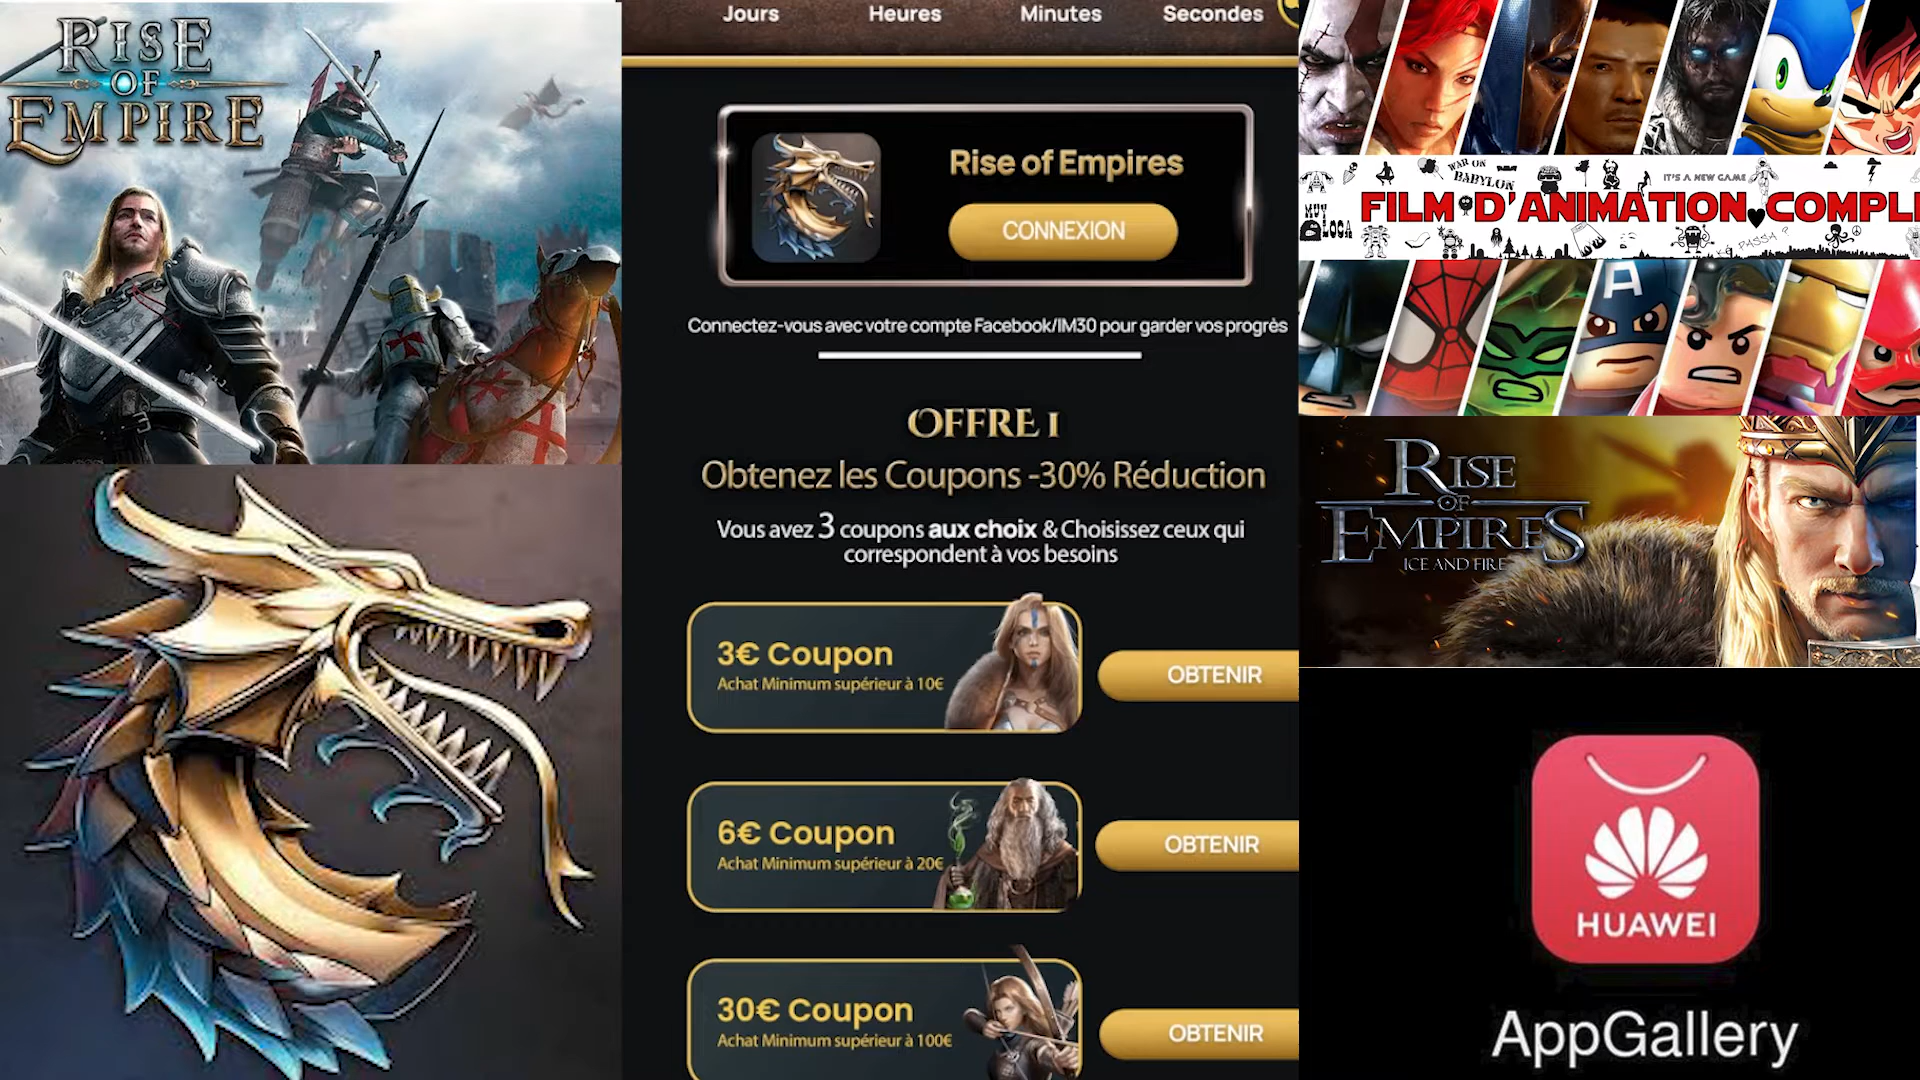 RISE
OF
EMPIRE
Jours Heures Minutes Secondes
Rise of Empires
CONNEXION
Connectez-vous avec votre compte Facebook/IM30 pour garder vos progrès
OFFRE 1
Obtenez les Coupons -30% Réduction
Vous avez 3 coupons aux choix & Choisissez ceux qui
correspondent à vos besoins
3€ Coupon
Achat Minimum supérieur à 10€
OBTENIR
6€ Coupon
Achat Minimum supérieur à 20€
OBTENIR
30€ Coupon
Achat Minimum supérieur à 100€
OBTENIR
WAR ON
BABYLON
IT'S A NEW GAME
MUY
LOCA
FILM D'ANIMATION COMPL
RISE
OF
EMPIRES
ICE AND FIRE
HUAWEI
AppGallery